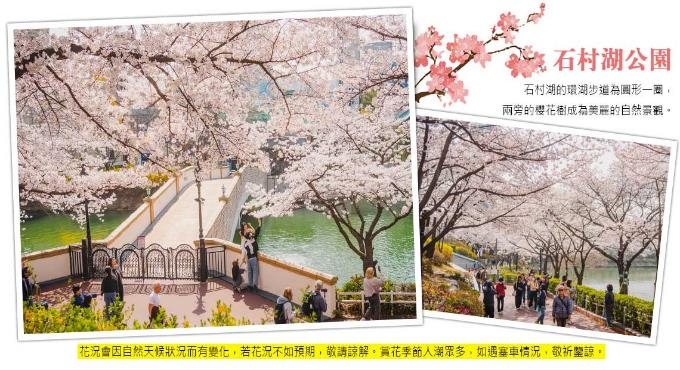 石村湖公園
石村湖的環湖步道為圓形一圈，
兩旁的櫻花樹成為美麗的自然景觀。
花況會因自然天候狀況而有變化，若花況不如預期，敬請諒解。賞花季節人潮眾多，如遇塞車情況，敬祈鑒諒。